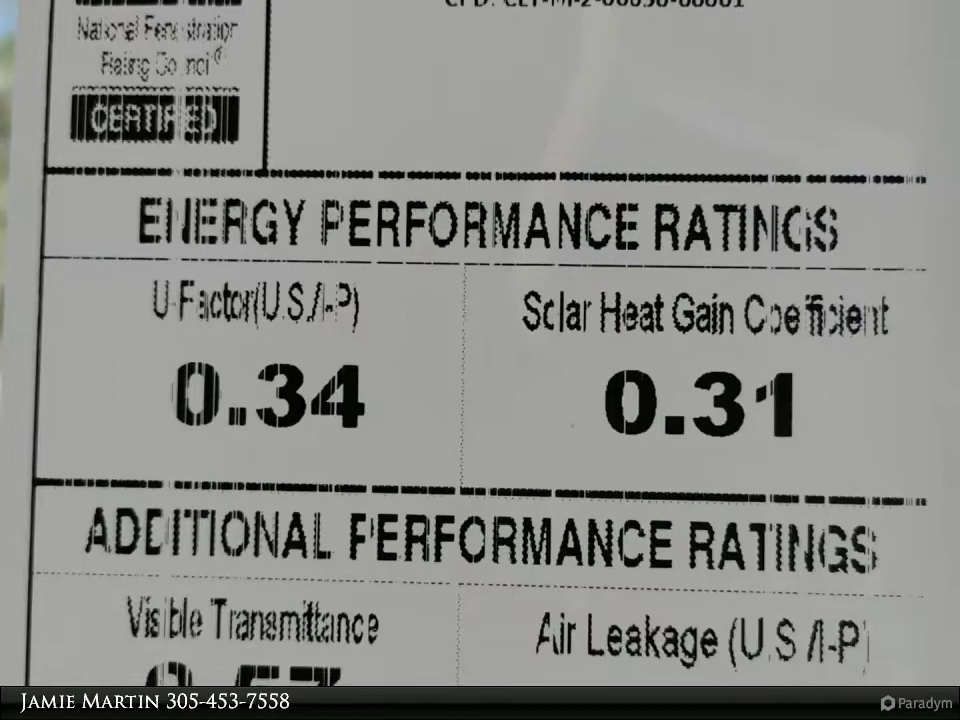 National Fenestration
Rating Council®
CERTIFIED
ENERGY PERFORMANCE RATINGS
U-Factor(U.S./I-P)
Solar Heat Gain Coefficient
0.34
0.31
ADDITIONAL PERFORMANCE RATINGS
Visible Transmittance
Air Leakage (U.S./I-P)
JAMIE MARTIN 305-453-7558
Paradym